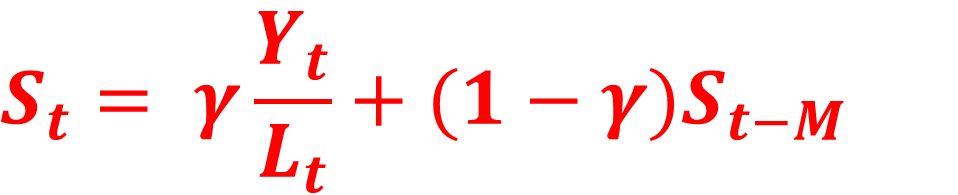 S_t = γ Y_t / L_t + (1 − γ)S_{t−M}